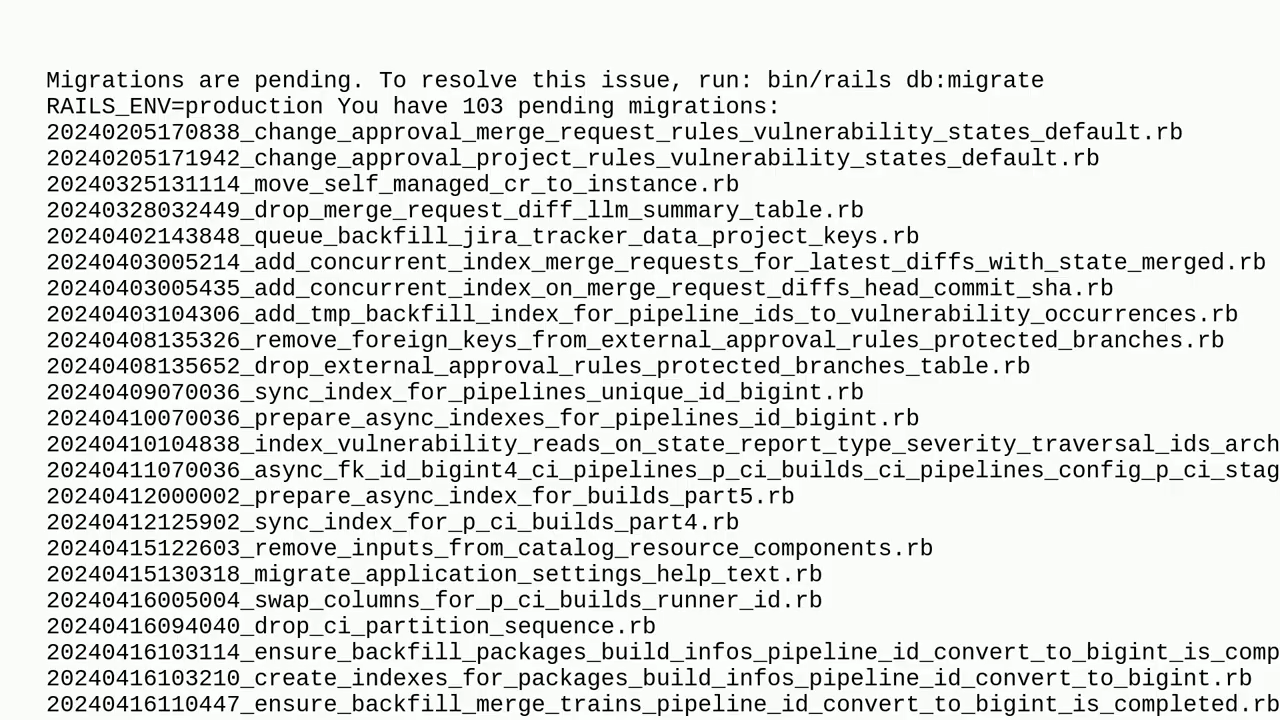 Migrations are pending. To resolve this issue, run: bin/rails db:migrate
RAILS_ENV=production You have 103 pending migrations:
20240205170838_change_approval_merge_request_rules_vulnerability_states_default.rb
20240205171942_change_approval_project_rules_vulnerability_states_default.rb
20240325131114_move_self_managed_cr_to_instance.rb
20240328032449_drop_merge_request_diff_llm_summary_table.rb
20240402143848_queue_backfill_jira_tracker_data_project_keys.rb
20240403005214_add_concurrent_index_merge_requests_for_latest_diffs_with_state_merged.rb
20240403005435_add_concurrent_index_on_merge_request_diffs_head_commit_sha.rb
20240403104306_add_tmp_backfill_index_for_pipeline_ids_to_vulnerability_occurrences.rb
20240408135326_remove_foreign_keys_from_external_approval_rules_protected_branches.rb
20240408135652_drop_external_approval_rules_protected_branches_table.rb
20240409070036_sync_index_for_pipelines_unique_id_bigint.rb
20240410070036_prepare_async_indexes_for_pipelines_id_bigint.rb
20240410104838_index_vulnerability_reads_on_state_report_type_severity_traversal_ids_arch
20240411070036_async_fk_id_bigint4_ci_pipelines_p_ci_builds_ci_pipelines_config_p_ci_stag
20240412000002_prepare_async_index_for_builds_part5.rb
20240412125902_sync_index_for_p_ci_builds_part4.rb
20240415122603_remove_inputs_from_catalog_resource_components.rb
20240415130318_migrate_application_settings_help_text.rb
20240416005004_swap_columns_for_p_ci_builds_runner_id.rb
20240416094040_drop_ci_partition_sequence.rb
20240416103114_ensure_backfill_packages_build_infos_pipeline_id_convert_to_bigint_is_comp
20240416103210_create_indexes_for_packages_build_infos_pipeline_id_convert_to_bigint.rb
20240416110447_ensure_backfill_merge_trains_pipeline_id_convert_to_bigint_is_completed.rb